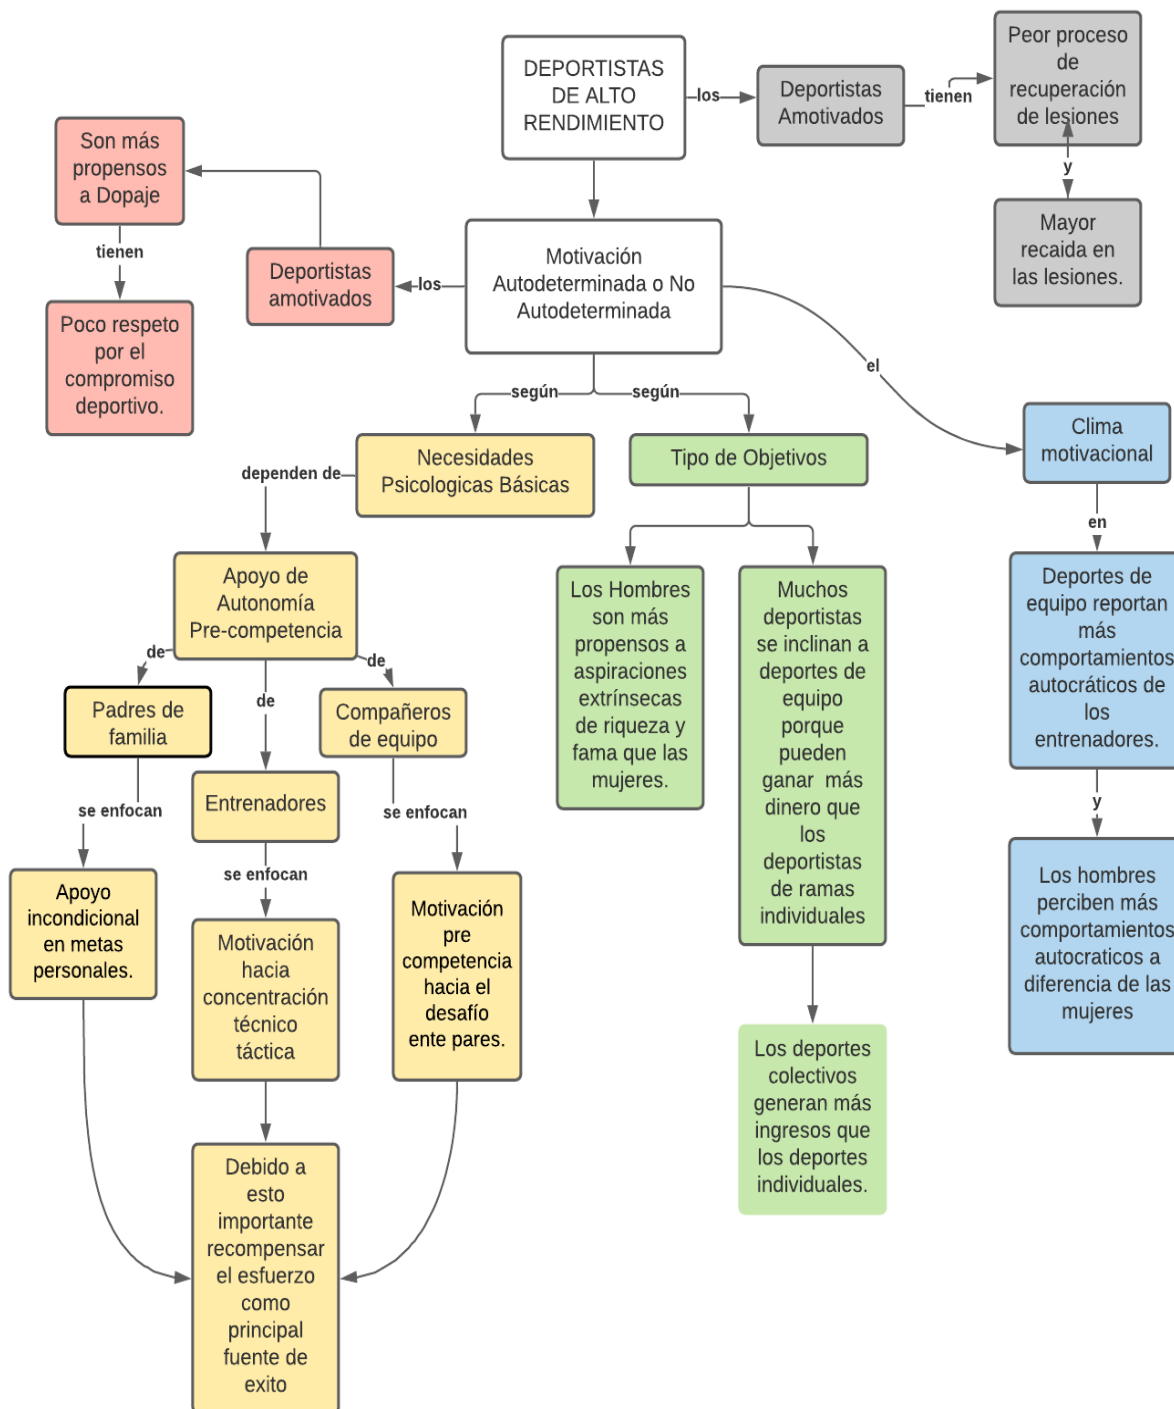 DEPORTISTAS
DE ALTO
RENDIMIENTO
los
Deportistas
Amotivados
tienen
Peor proceso
de
recuperación
de lesiones
y
Mayor
recaida en
las lesiones.
Son más
propensos
a Dopaje
tienen
Poco respeto
por el
compromiso
deportivo.
Deportistas
amotivados
los
Motivación
Autodeterminada o No
Autodeterminada
el
según
según
Necesidades
Psicologicas Básicas
Tipo de Objetivos
Clima
motivacional
dependen de
en
Apoyo de
Autonomía
Pre-competencia
de
de
de
Padres de
familia
Entrenadores
Compañeros
de equipo
se enfocan
se enfocan
se enfocan
Apoyo
incondicional
en metas
personales.
Motivación
hacia
concentración
técnico
táctica
Motivación
pre
competencia
hacia el
desafío
ente pares.
Debido a
esto
importante
recompensar
el esfuerzo
como
principal
fuente de
exito
Los Hombres
son más
propensos a
aspiraciones
extrínsecas
de riqueza y
fama que las
mujeres.
Muchos
deportistas
se inclinan a
deportes de
equipo
porque
pueden
ganar más
dinero que
los
deportistas
de ramas
individuales
Los deportes
colectivos
generan más
ingresos que
los deportes
individuales.
Deportes de
equipo reportan
más
comportamientos
autocráticos de
los
entrenadores.
y
Los hombres
perciben más
comportamientos
autocraticos a
diferencia de las
mujeres